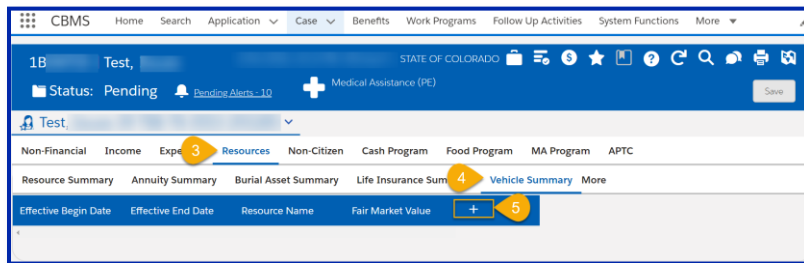 CBMS Home Search Application Case Benefits Work Programs Follow Up Activities System Functions More
1B Test, STATE OF COLORADO
Status: Pending Pending Alerts - 10 Medical Assistance (PE) Save
Test,
Non-Financial Income Expe 3 Resources Non-Citizen Cash Program Food Program MA Program APTC
Resource Summary Annuity Summary Burial Asset Summary Life Insurance Sum 4 Vehicle Summary More
Effective Begin Date Effective End Date Resource Name Fair Market Value + 5